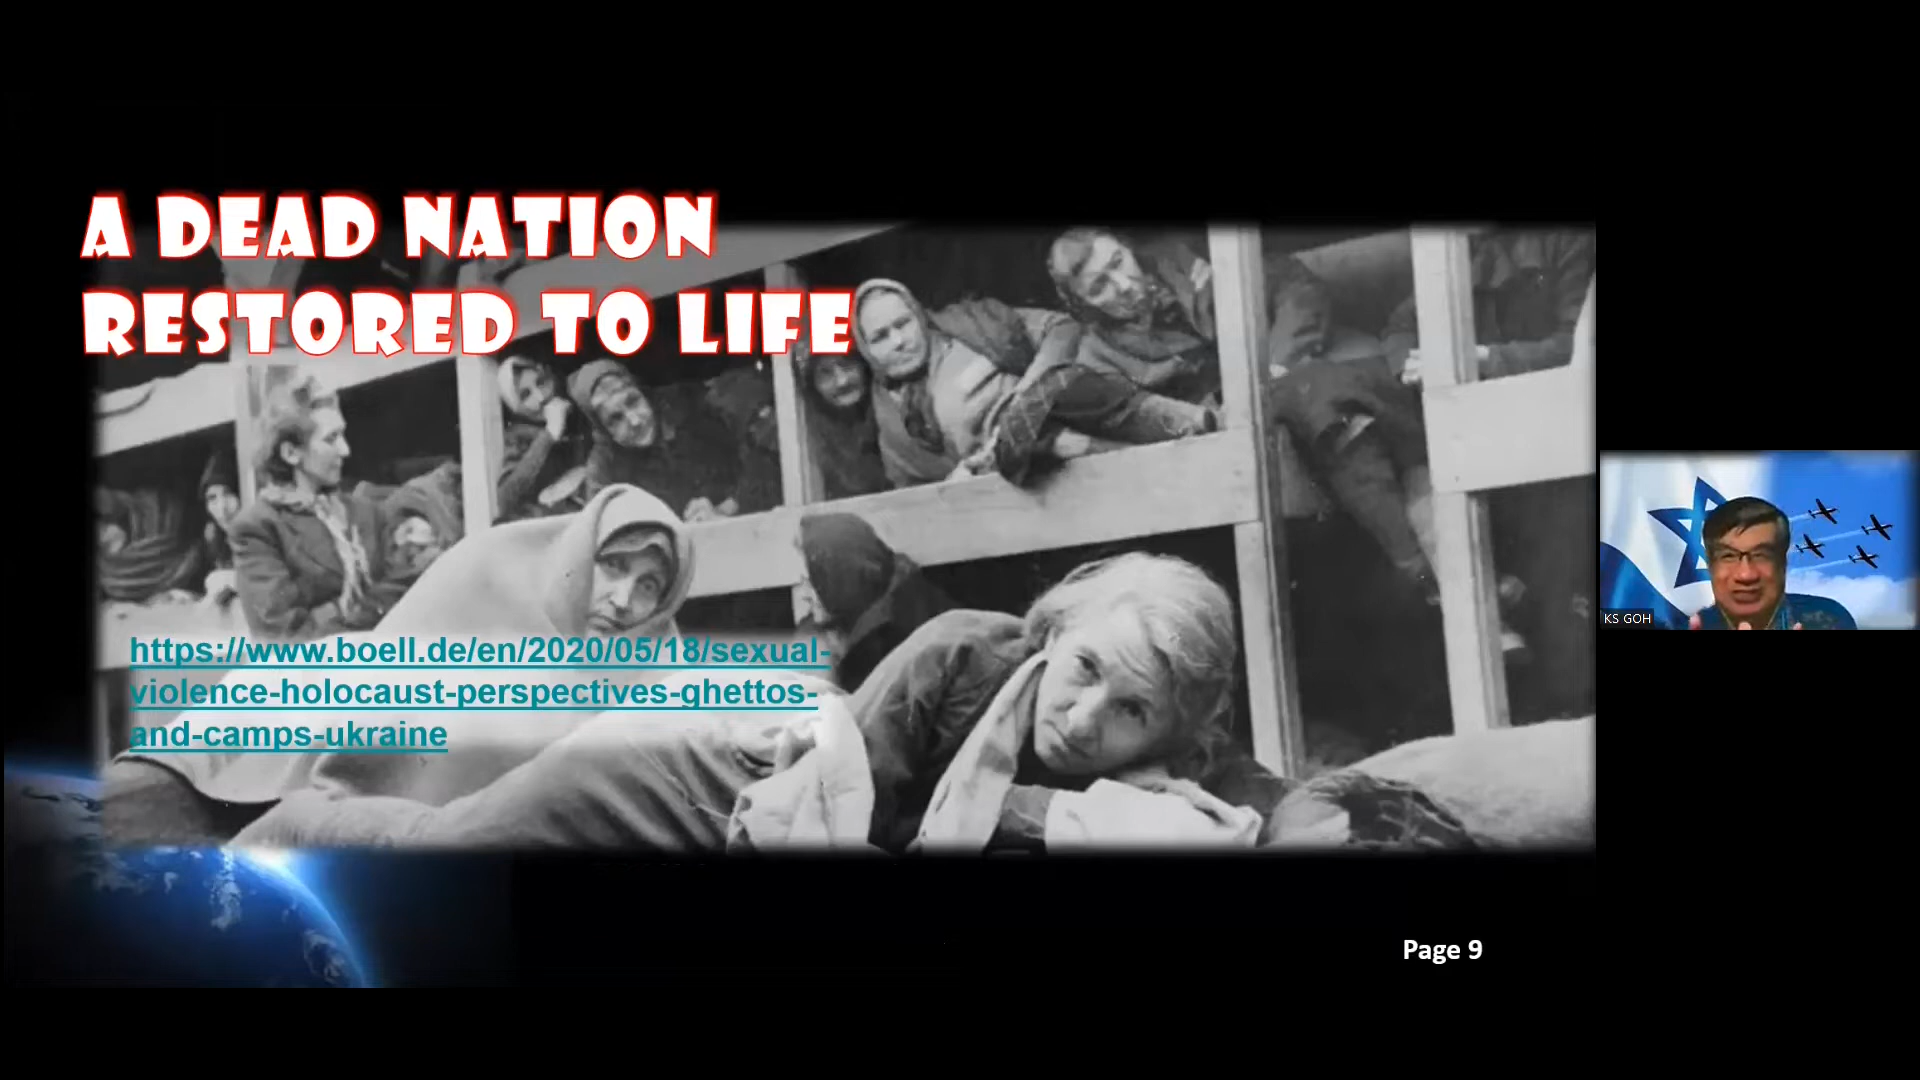 A DEAD NATION
RESTORED TO LIFE
https://www.boell.de/en/2020/05/18/sexual-
violence-holocaust-perspectives-ghettos-
and-camps-ukraine
KS GOH
Page 9